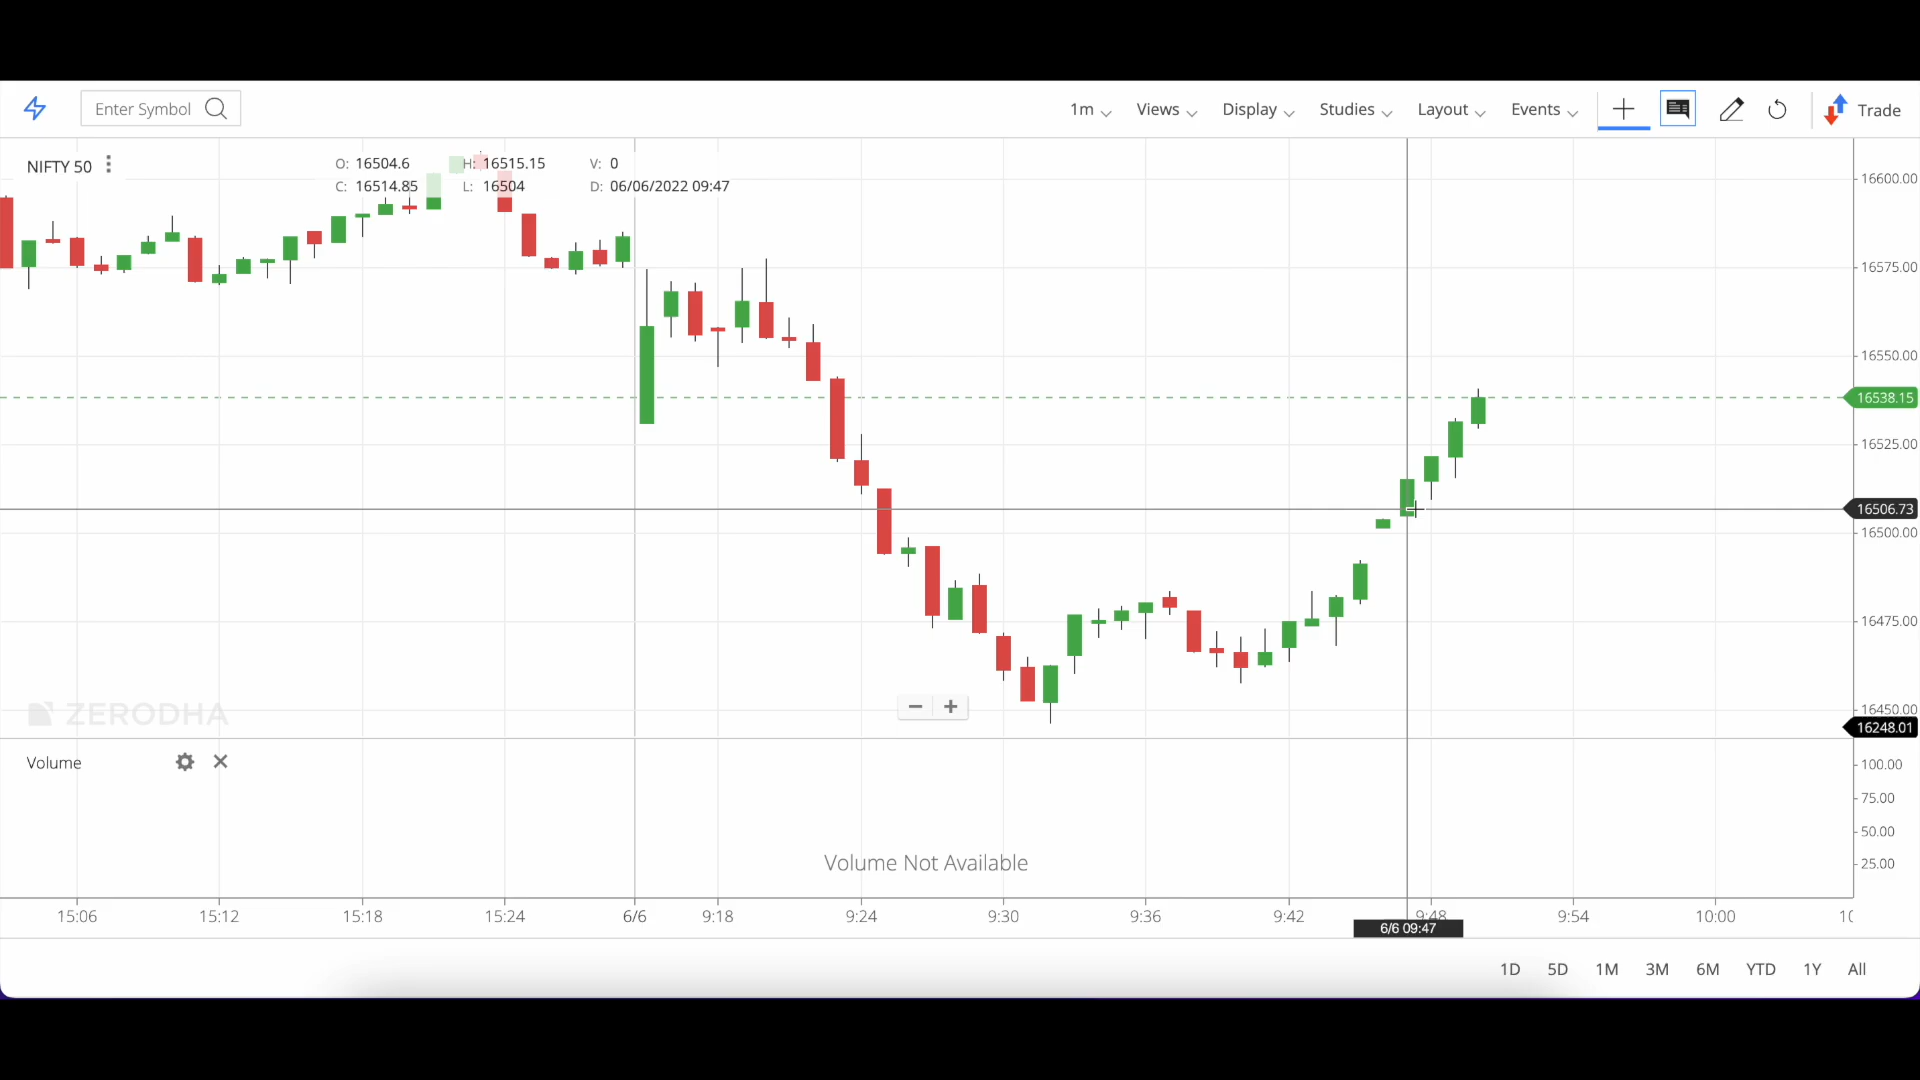 Enter Symbol
1m Views Display Studies Layout Events Trade
NIFTY 50
O: 16504.6 H: 16515.15 V: 0
C: 16514.85 L: 16504 D: 06/06/2022 09:47
16600.00
16575.00
16550.00
16538.15
16525.00
16506.73
16500.00
16475.00
16450.00
16248.01
ZERODHA
Volume
100.00
75.00
50.00
25.00
Volume Not Available
15:06 15:12 15:18 15:24 6/6 9:18 9:24 9:30 9:36 9:42 9:48 9:54 10:00
6/6 09:47
1D 5D 1M 3M 6M YTD 1Y All